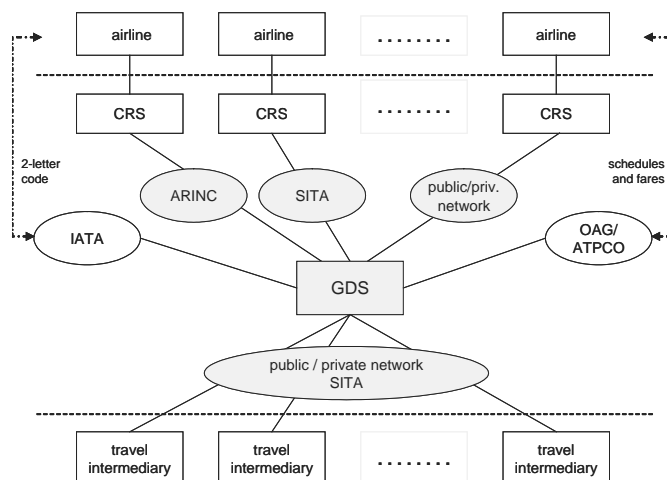 airline
airline
........
airline
CRS
CRS
........
CRS
2-letter
code
schedules
and fares
ARINC
SITA
public/priv.
network
IATA
OAG/
ATPCO
GDS
public / private network
SITA
travel
intermediary
travel
intermediary
........
travel
intermediary